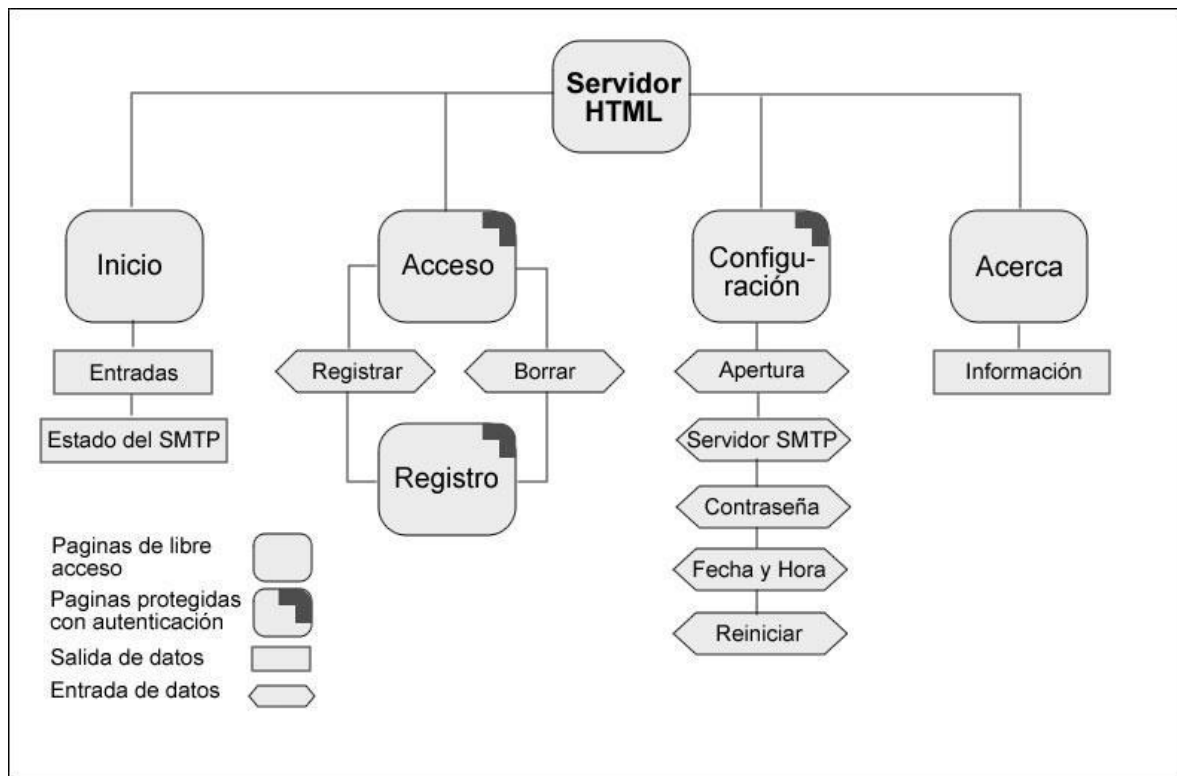 Servidor
HTML
Inicio
Acceso
Configu-
ración
Acerca
Entradas
Registrar
Borrar
Apertura
Información
Estado del SMTP
Servidor SMTP
Registro
Contraseña
Fecha y Hora
Reiniciar
Paginas de libre
acceso
Paginas protegidas
con autenticación
Salida de datos
Entrada de datos